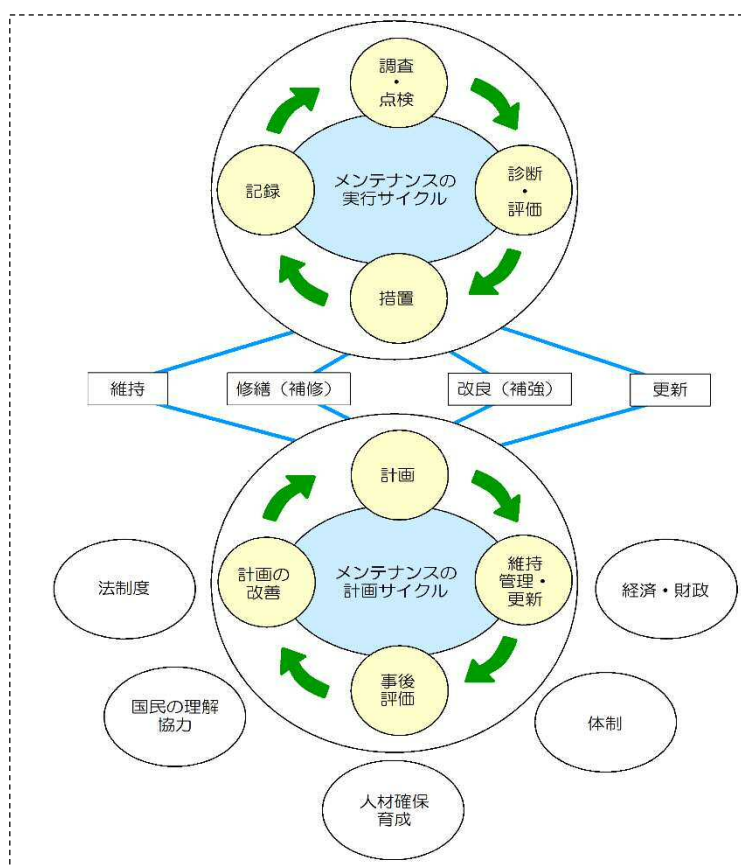 調査
・
点検
記録
メンテナンスの
実行サイクル
診断
・
評価
措置
維持
修繕（補修）
改良（補強）
更新
計画
計画の
改善
メンテナンスの
計画サイクル
維持
管理・
更新
事後
評価
法制度
経済・財政
国民の理解
協力
体制
人材確保
育成